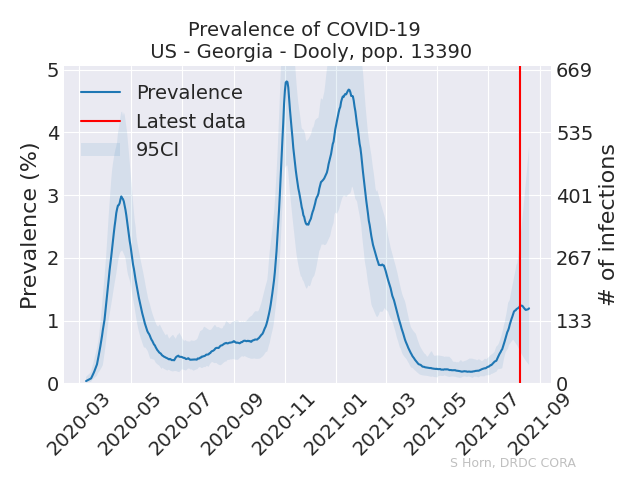 Prevalence of COVID-19
US - Georgia - Dooly, pop. 13390
Prevalence
Latest data
95CI
Prevalence (%)
5
4
3
2
1
0
669
535
401
267
133
0
# of infections
2020-03
2020-05
2020-07
2020-09
2020-11
2021-01
2021-03
2021-05
2021-07
2021-09
S Horn, DRDC CORA